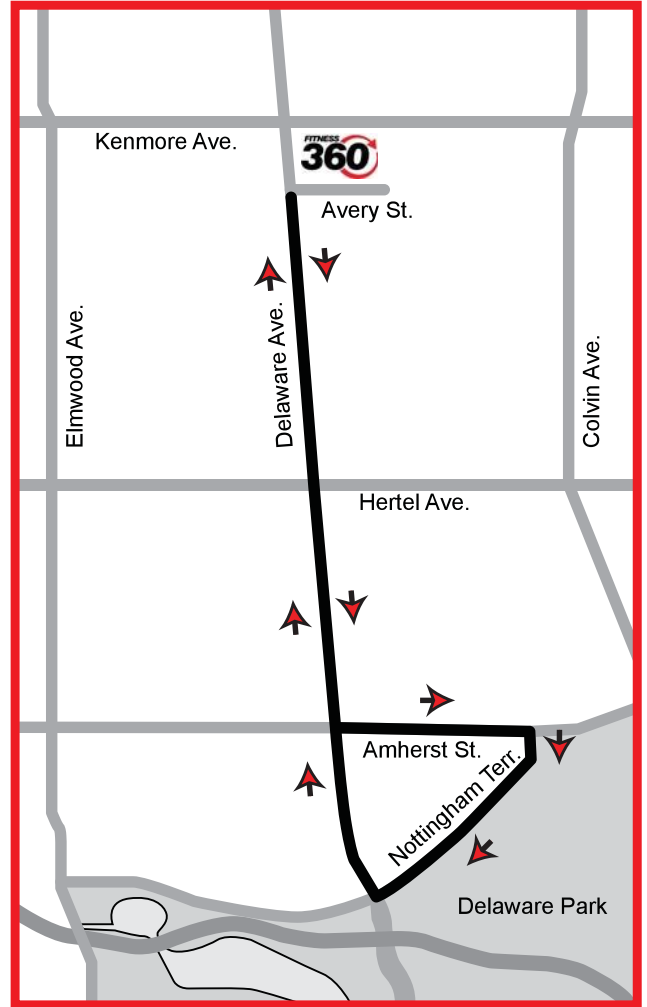 Kenmore Ave.
FITNESS
360
Avery St.
Elmwood Ave.
Delaware Ave.
Colvin Ave.
Hertel Ave.
Amherst St.
Nottingham Terr.
Delaware Park